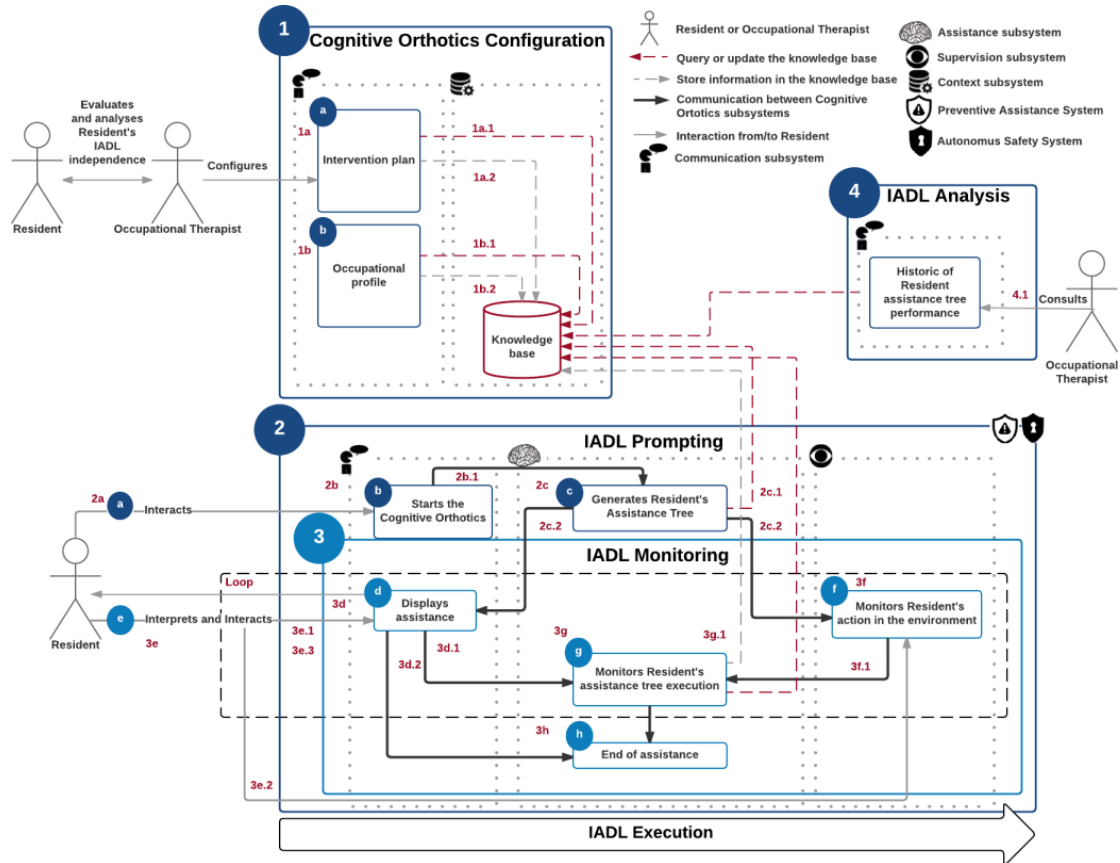 1
Cognitive Orthotics Configuration
Resident or Occupational Therapist
Query or update the knowledge base
Store information in the knowledge base
Communication between Cognitive
Ortotics subsystems
Interaction from/to Resident
Communication subsystem
Assistance subsystem
Supervision subsystem
Context subsystem
Preventive Assistance System
Autonomus Safety System
Evaluates
and analyses
Resident's
IADL
independence
Resident
Occupational Therapist
Configures
a
1a
Intervention plan
1a.1
1a.2
b
1b
Occupational
profile
1b.1
1b.2
Knowledge
base
4
IADL Analysis
Historic of
Resident
assistance tree
performance
4.1
Consults
Occupational
Therapist
2
IADL Prompting
2a
a
Interacts
2b
b
Starts the
Cognitive Orthotics
2b.1
2c
c
Generates Resident's
Assistance Tree
2c.1
2c.2
2c.2
3
IADL Monitoring
Loop
3d
d
Displays
assistance
3f
f
Monitors Resident's
action in the environment
Resident
e
Interprets and Interacts
3e
3e.1
3e.3
3d.1
3d.2
3g
g
Monitors Resident's
assistance tree execution
3g.1
3f.1
3h
h
End of assistance
3e.2
IADL Execution